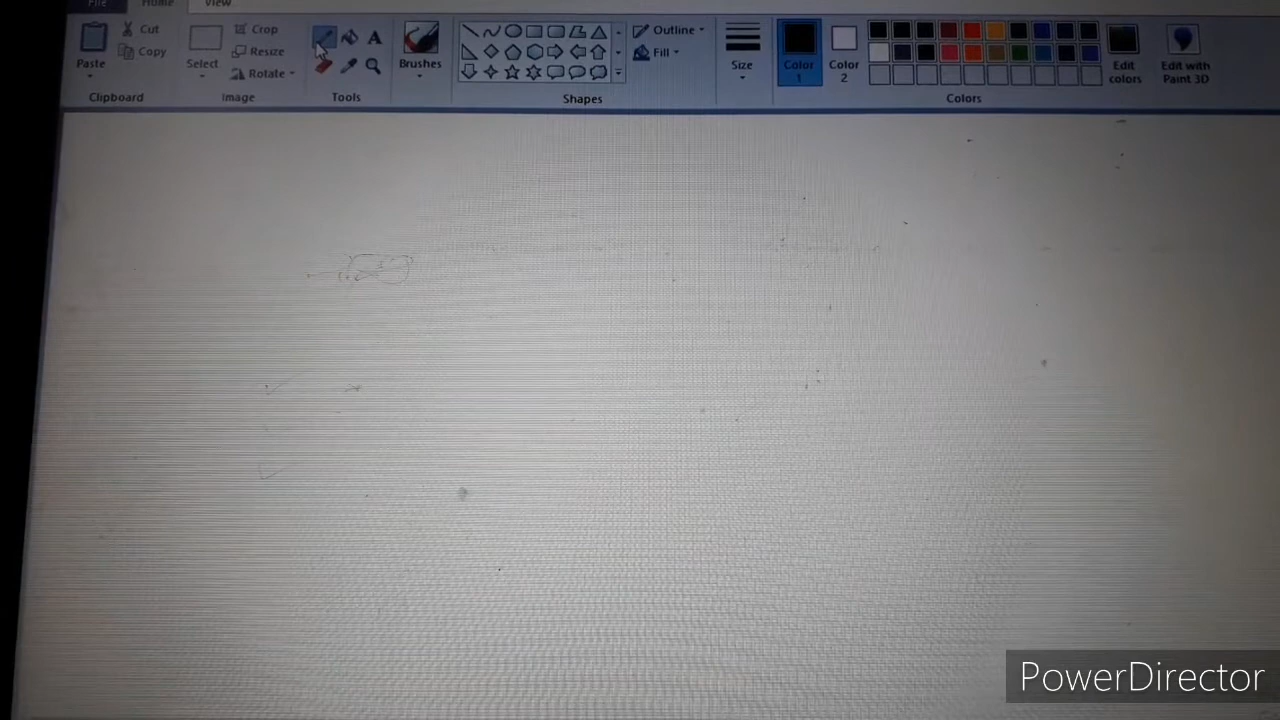 File Home View
Cut
Copy
Paste
Clipboard
Crop
Resize
Rotate
Select
Image
A
Tools
Brushes
Outline
Fill
Shapes
Size
Color 1
Color 2
Edit colors
Colors
Edit with Paint 3D
PowerDirector